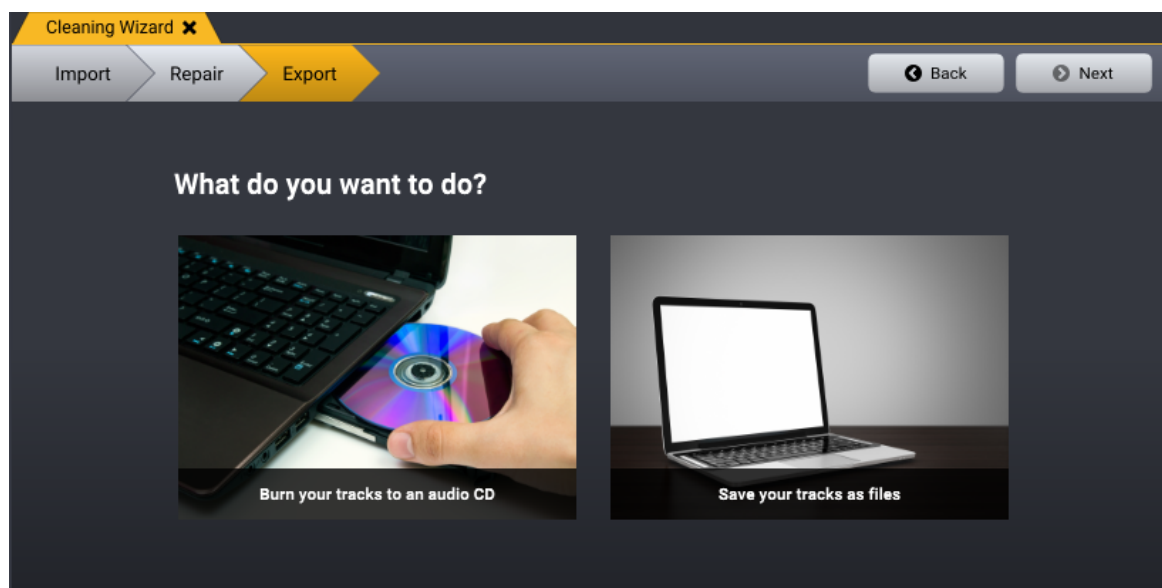 Cleaning Wizard
Import
Repair
Export
Back
Next
What do you want to do?
Burn your tracks to an audio CD
Save your tracks as files